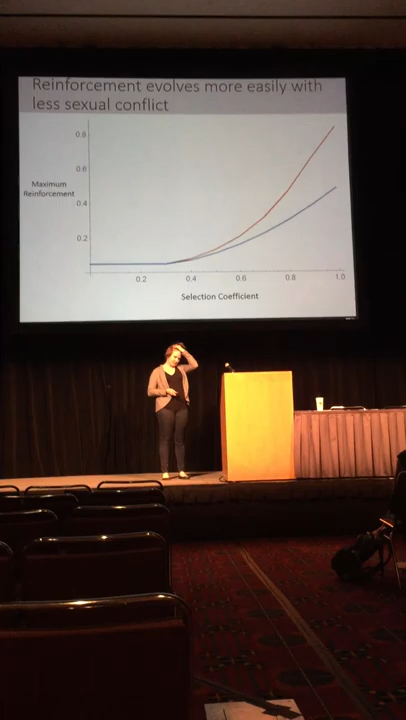 Reinforcement evolves more easily with
less sexual conflict
0.8
0.6
Maximum
Reinforcement
0.4
0.2
0.2 0.4 0.6 0.8 1.0
Selection Coefficient